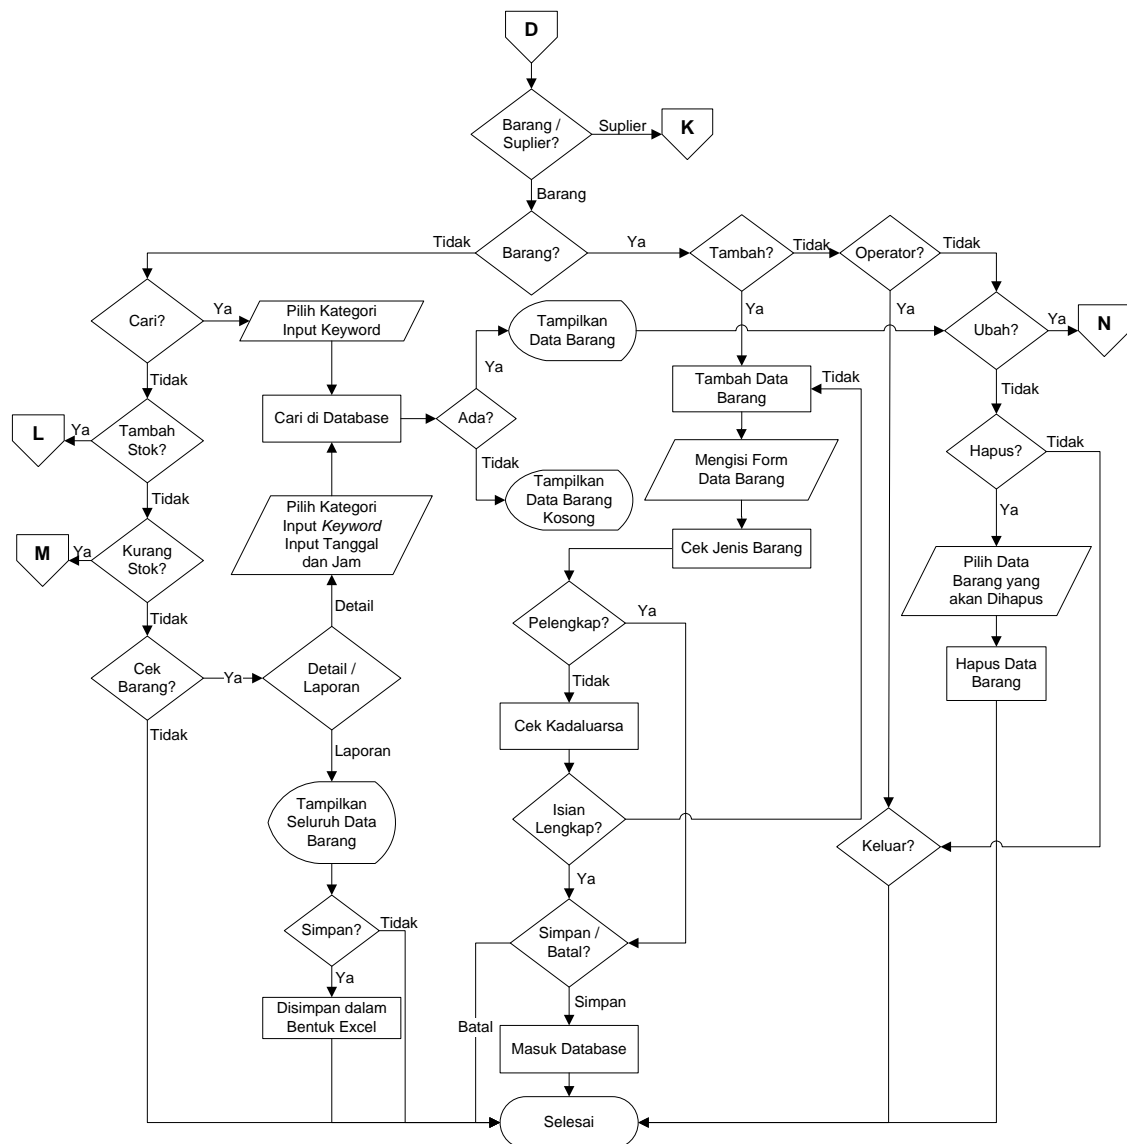 D
Barang /
Suplier?
Suplier
K
Barang
Tidak
Barang?
Ya
Tambah?
Tidak
Operator?
Tidak
Cari?
Ya
Pilih Kategori
Input Keyword
Tampilkan
Data Barang
Ya
Ya
Ubah?
Ya
N
Ya
Tidak
Tidak
Tambah Data
Barang
Tidak
L
Ya
Tambah
Stok?
Cari di Database
Ada?
Tidak
Tampilkan
Data Barang
Kosong
Mengisi Form
Data Barang
Hapus?
Tidak
Tidak
Ya
M
Ya
Kurang
Stok?
Pilih Kategori
Input Keyword
Input Tanggal
dan Jam
Cek Jenis Barang
Pilih Data
Barang yang
akan Dihapus
Detail
Tidak
Pelengkap?
Ya
Cek
Barang?
Ya
Detail /
Laporan
Tidak
Hapus Data
Barang
Tidak
Cek Kadaluarsa
Laporan
Tampilkan
Seluruh Data
Barang
Isian
Lengkap?
Keluar?
Ya
Simpan?
Tidak
Simpan /
Batal?
Ya
Simpan
Disimpan dalam
Bentuk Excel
Batal
Masuk Database
Selesai